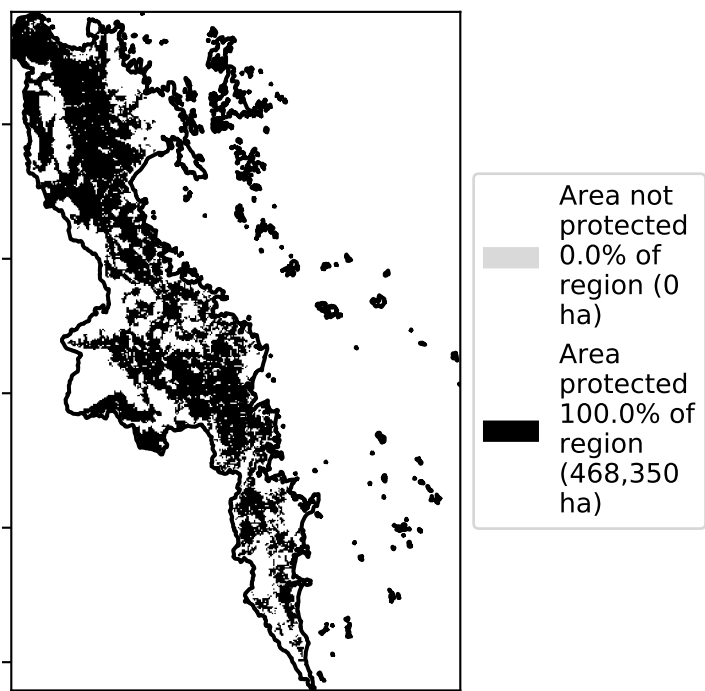 Area not
protected
0.0% of
region (0
ha)
Area
protected
100.0% of
region
(468,350
ha)